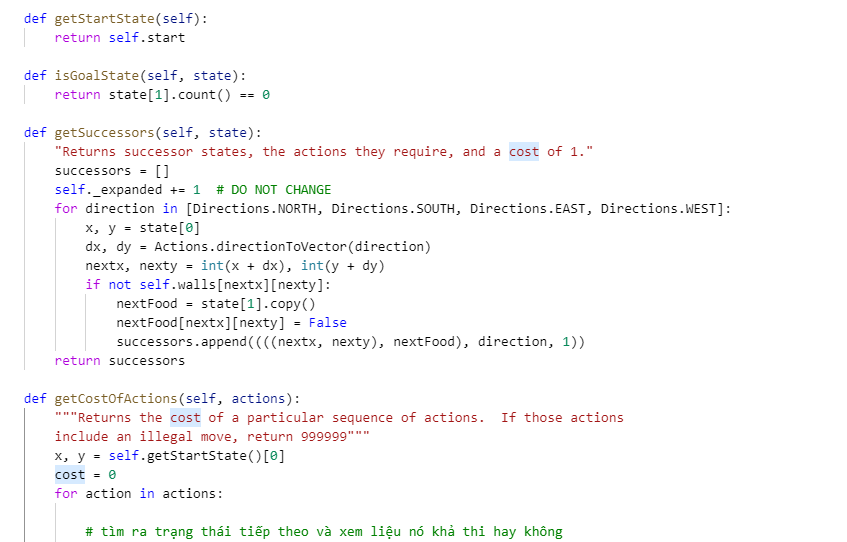 def getStartState(self):
return self.start
def isGoalState(self, state):
return state[1].count() == 0
def getSuccessors(self, state):
"Returns successor states, the actions they require, and a cost of 1."
successors = []
self._expanded += 1  # DO NOT CHANGE
for direction in [Directions.NORTH, Directions.SOUTH, Directions.EAST, Directions.WEST]:
x, y = state[0]
dx, dy = Actions.directionToVector(direction)
nextx, nexty = int(x + dx), int(y + dy)
if not self.walls[nextx][nexty]:
nextFood = state[1].copy()
nextFood[nextx][nexty] = False
successors.append((((nextx, nexty), nextFood), direction, 1))
return successors
def getCostOfActions(self, actions):
"""Returns the cost of a particular sequence of actions.  If those actions
include an illegal move, return 999999"""
x, y = self.getStartState()[0]
cost = 0
for action in actions:
# tìm ra trạng thái tiếp theo và xem liệu nó khả thi hay không